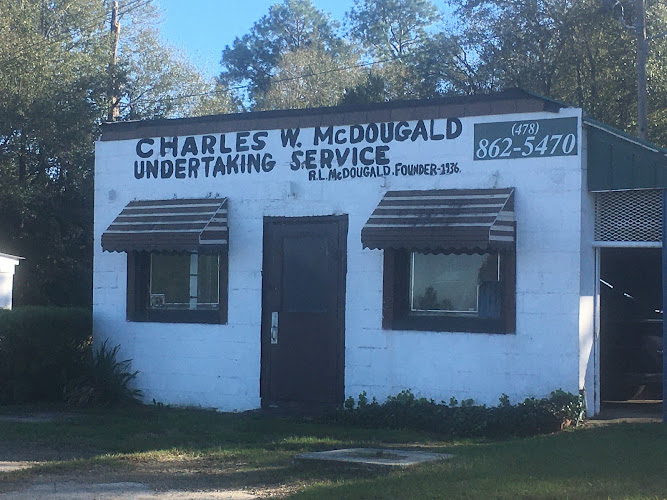 CHARLES W. McDOUGALD
UNDERTAKING SERVICE
R.L. McDOUGALD. FOUNDER-1936.
(478)
862-5470